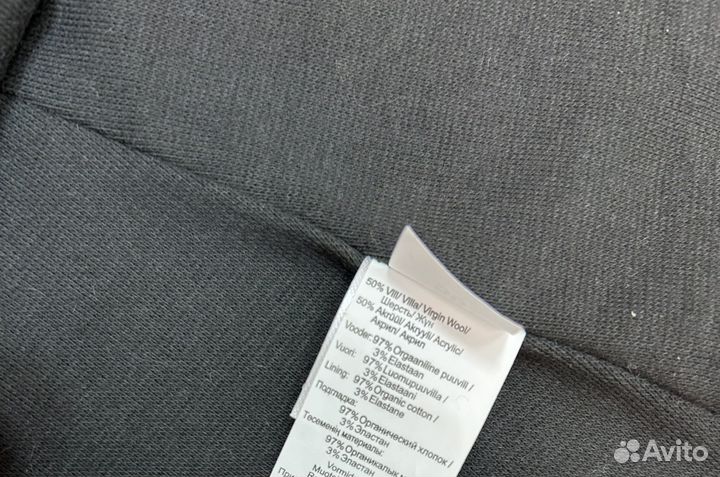 50% Vill/ Villa/ Virgin Wool/
Шерсть/ Жүн
50% Akrüül/ Akryyli/ Acrylic/
Акрил/ Акрил
Vooder: 97% Orgaaniline puuvill /
3% Elastaan
Vuori: 97% Luomupuuvilla /
3% Elastaani
Lining: 97% Organic cotton /
3% Elastane
Подкладка:
97% Органический хлопок /
3% Эластан
Төсеменің материалы:
97% Органикалық
3% Эластан
Avito